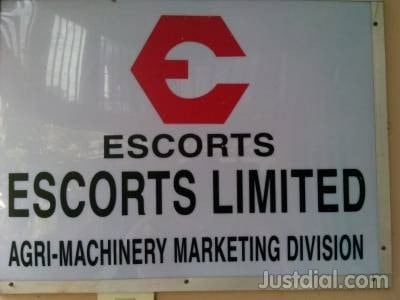 ESCORTS
ESCORTS LIMITED
AGRI-MACHINERY MARKETING DIVISION
Justdial.com